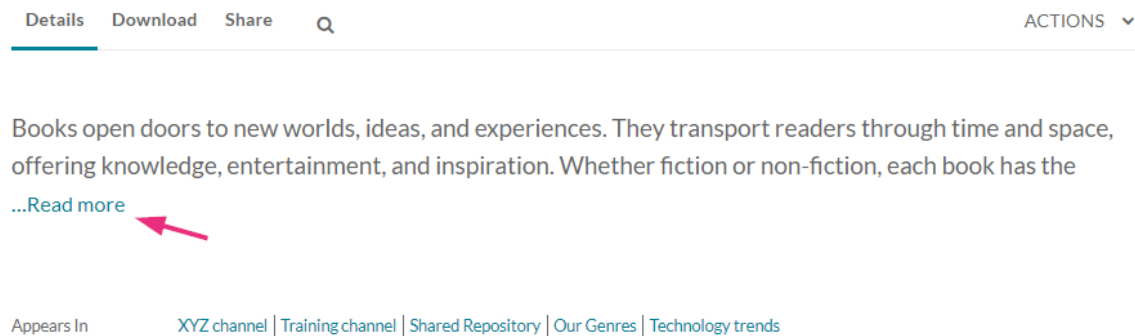 Details Download Share ACTIONS
Books open doors to new worlds, ideas, and experiences. They transport readers through time and space,
offering knowledge, entertainment, and inspiration. Whether fiction or non-fiction, each book has the
...Read more
Appears In XYZ channel | Training channel | Shared Repository | Our Genres | Technology trends